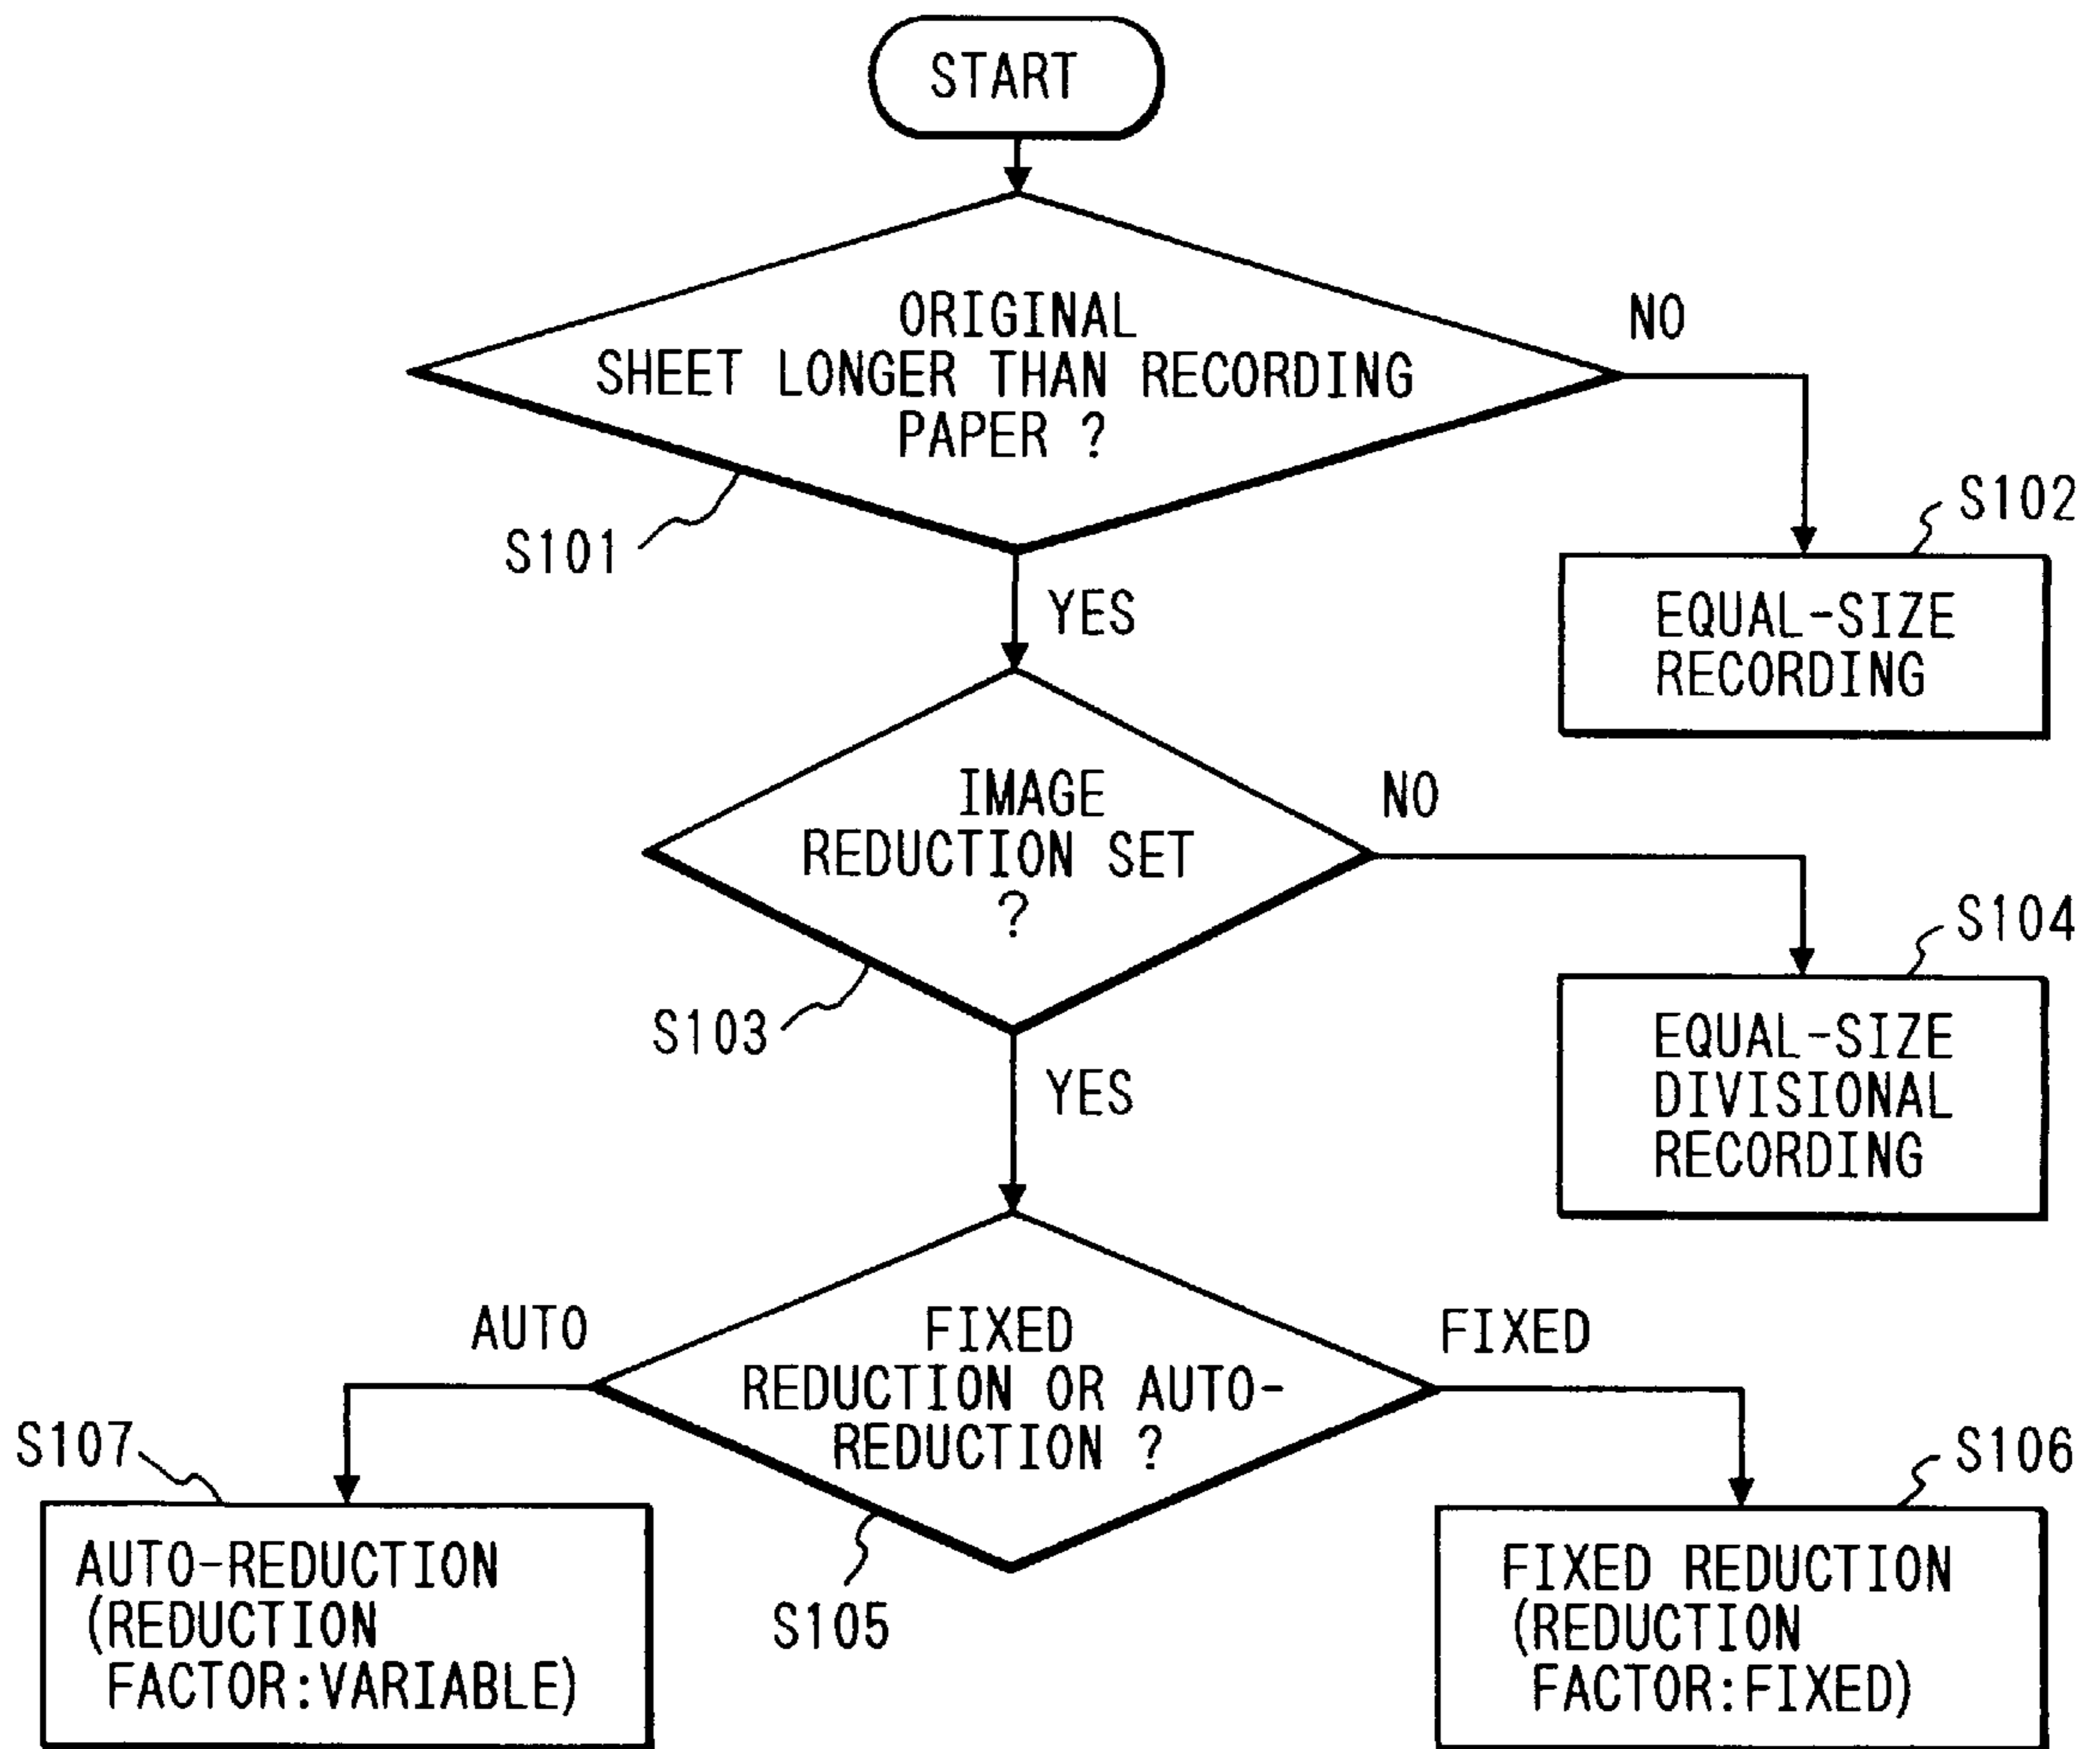 START
ORIGINAL
SHEET LONGER THAN RECORDING
PAPER ?
NO
S101
S102
YES
EQUAL-SIZE
RECORDING
IMAGE
REDUCTION SET
?
NO
S103
S104
YES
EQUAL-SIZE
DIVISIONAL
RECORDING
AUTO
FIXED
REDUCTION OR AUTO-
REDUCTION ?
FIXED
S107
S106
S105
AUTO-REDUCTION
(REDUCTION
FACTOR:VARIABLE)
FIXED REDUCTION
(REDUCTION
FACTOR:FIXED)